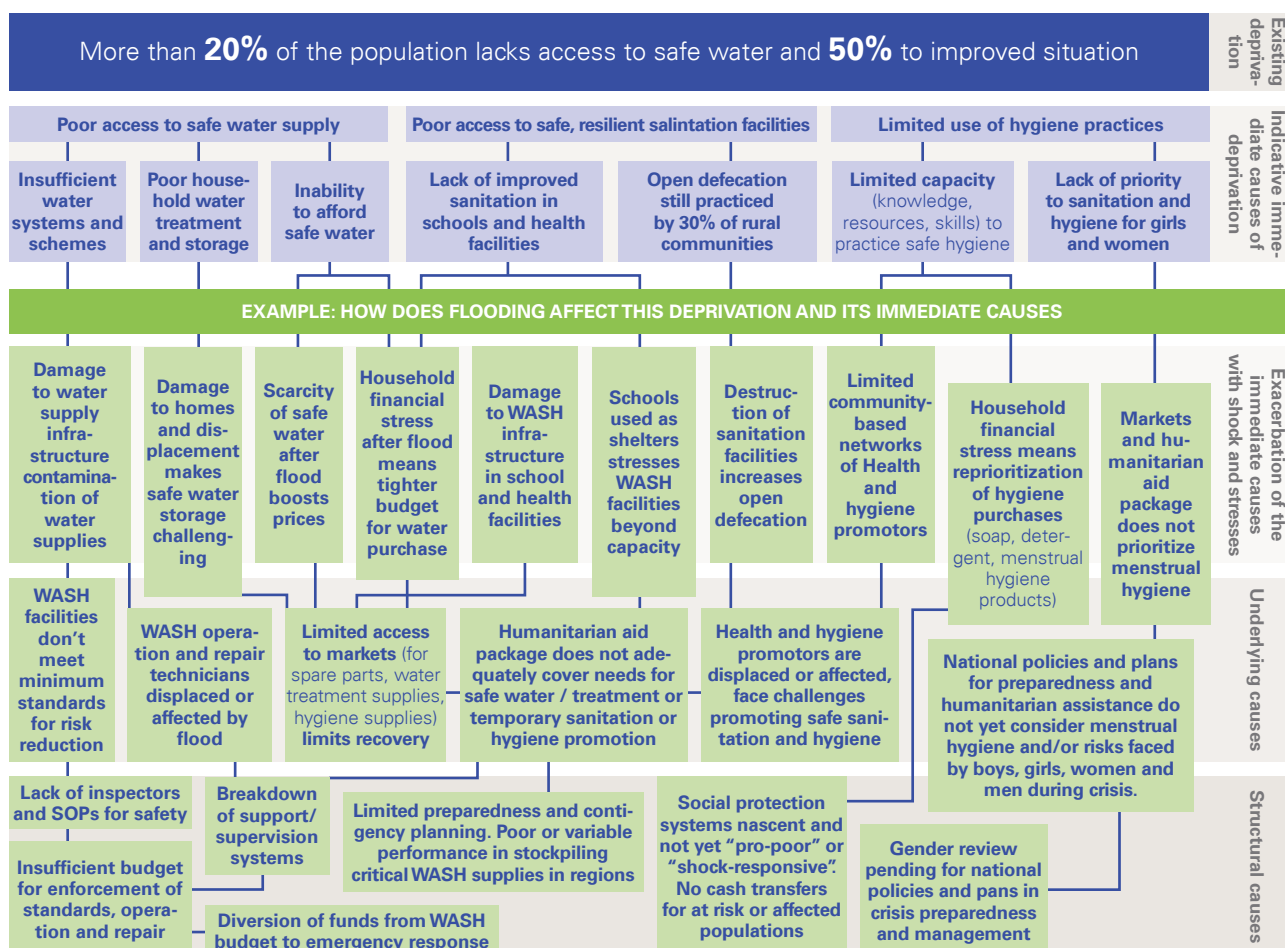 More than 20% of the population lacks access to safe water and 50% to improved situation
Existing
depriva-
tion
Poor access to safe water supply
Poor access to safe, resilient salintation facilities
Limited use of hygiene practices
Insufficient
water
systems and
schemes
Poor house-
hold water
treatment
and storage
Inability
to afford
safe water
Lack of improved
sanitation in
schools and health
facilities
Open defecation
still practiced
by 30% of rural
communities
Limited capacity
(knowledge,
resources, skills) to
practice safe hygiene
Lack of priority
to sanitation and
hygiene for girls
and women
Indicative imme-
diate causes of
deprivation
EXAMPLE: HOW DOES FLOODING AFFECT THIS DEPRIVATION AND ITS IMMEDIATE CAUSES
Damage
to water
supply
infra-
structure
contamina-
tion of
water
supplies
Damage
to homes
and dis-
placement
makes
safe water
storage
challeng-
ing
Scarcity
of safe
water
after
flood
boosts
prices
Household
financial
stress
after flood
means
tighter
budget
for water
purchase
Damage
to WASH
infra-
structure
in school
and health
facilities
Schools
used as
shelters
stresses
WASH
facilities
beyond
capacity
Destruc-
tion of
sanitation
facilities
increases
open
defecation
Limited
community-
based
networks
of Health
and
hygiene
promotors
Household
financial
stress means
reprioritization
of hygiene
purchases
(soap, deter-
gent, menstrual
hygiene
products)
Markets
and hu-
manitarian
aid
package
does not
prioritize
menstrual
hygiene
Exacerbation of the
immediate causes
with shock and stresses
WASH
facilities
don't
meet
minimum
standards
for risk
reduction
WASH opera-
tion and repair
technicians
displaced or
affected by
flood
Limited access
to markets (for
spare parts, water
treatment supplies,
hygiene supplies)
limits recovery
Humanitarian aid
package does not ade-
quately cover needs for
safe water / treatment or
temporary sanitation or
hygiene promotion
Health and hygiene
promotors are
displaced or affected,
face challenges
promoting safe sani-
tation and hygiene
National policies and plans
for preparedness and
humanitarian assistance do
not yet consider menstrual
hygiene and/or risks faced
by boys, girls, women and
men during crisis.
Underlying causes
Lack of inspectors
and SOPs for safety
Insufficient budget
for enforcement of
standards, opera-
tion and repair
Breakdown
of support/
supervision
systems
Diversion of funds from WASH
budget to emergency response
Limited preparedness and conti-
gency planning. Poor or variable
performance in stockpiling
critical WASH supplies in regions
Social protection
systems nascent and
not yet “pro-poor” or
“shock-responsive”.
No cash transfers
for at risk or affected
populations
Gender review
pending for national
policies and pans in
crisis preparedness
and management
Structural causes